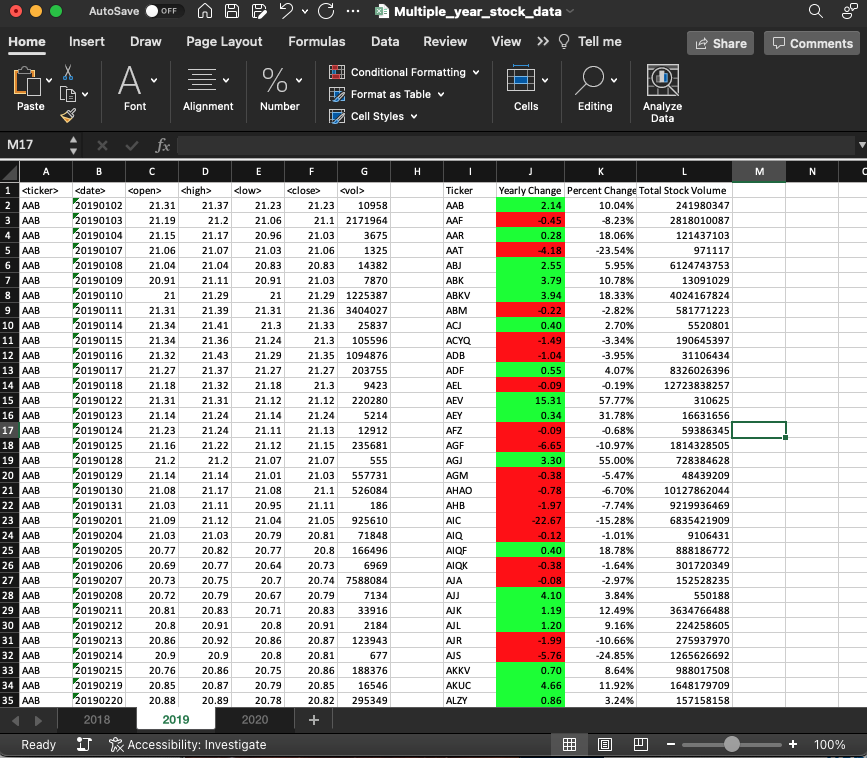 AutoSave OFF Multiple_year_stock_data
Home Insert Draw Page Layout Formulas Data Review View Tell me Share Comments
Paste Font Alignment Number Conditional Formatting Format as Table Cell Styles Cells Editing Analyze Data
M17 fx
A B C D E F G H I J K L M N
1 <ticker> <date> <open> <high> <low> <close> <vol> Ticker Yearly Change Percent Change Total Stock Volume
2 AAB 20190102 21.31 21.37 21.23 21.23 10958 AAB 2.14 10.04% 241980347
3 AAB 20190103 21.19 21.2 21.06 21.1 2171964 AAF -0.45 -8.23% 2818010087
4 AAB 20190104 21.15 21.17 20.96 21.03 3675 AAR 0.28 18.06% 121437103
5 AAB 20190107 21.06 21.07 21.03 21.06 1325 AAT -4.18 -23.54% 971117
6 AAB 20190108 21.04 21.04 20.83 20.83 14382 ABJ 2.55 5.95% 6124743753
7 AAB 20190109 20.91 21.11 20.91 21.03 7870 ABK 3.79 10.78% 13091029
8 AAB 20190110 21 21.29 21 21.29 1225387 ABKV 3.94 18.33% 4024167824
9 AAB 20190111 21.31 21.39 21.31 21.36 3404027 ABM -0.22 -2.82% 581771223
10 AAB 20190114 21.34 21.41 21.3 21.33 25837 ACJ 0.40 2.70% 5520801
11 AAB 20190115 21.34 21.36 21.24 21.3 105596 ACYQ -1.49 -3.34% 190645397
12 AAB 20190116 21.32 21.43 21.29 21.35 1094876 ADB -1.04 -3.95% 31106434
13 AAB 20190117 21.27 21.37 21.27 21.27 203755 ADF 0.55 4.07% 8326026396
14 AAB 20190118 21.18 21.32 21.18 21.3 9423 AEL -0.09 -0.19% 12723838257
15 AAB 20190122 21.31 21.31 21.12 21.12 220280 AEV 15.31 57.77% 310625
16 AAB 20190123 21.14 21.24 21.14 21.24 5214 AEY 0.34 31.78% 16631656
17 AAB 20190124 21.23 21.24 21.11 21.13 12912 AFZ -0.09 -0.68% 59386345
18 AAB 20190125 21.16 21.22 21.12 21.15 235681 AGF -6.65 -10.97% 1814328505
19 AAB 20190128 21.2 21.2 21.07 21.07 555 AGJ 3.30 55.00% 728384628
20 AAB 20190129 21.14 21.14 21.01 21.03 557731 AGM -0.38 -5.47% 48439209
21 AAB 20190130 21.08 21.17 21.08 21.1 526084 AHAO -0.78 -6.70% 10127862044
22 AAB 20190131 21.03 21.11 20.95 21.11 186 AHB -1.97 -7.74% 9219936469
23 AAB 20190201 21.09 21.12 21.04 21.05 925610 AIC -22.67 -15.28% 6835421909
24 AAB 20190204 21.03 21.03 20.79 20.81 71848 AIQ -0.12 -1.01% 9106431
25 AAB 20190205 20.77 20.82 20.77 20.8 166496 AIQF 0.40 18.78% 888186772
26 AAB 20190206 20.69 20.77 20.64 20.73 6969 AIQK -0.38 -1.64% 301720349
27 AAB 20190207 20.73 20.75 20.7 20.74 7588084 AJA -0.08 -2.97% 152528235
28 AAB 20190208 20.72 20.79 20.67 20.79 7134 AJJ 4.10 3.84% 550188
29 AAB 20190211 20.81 20.83 20.71 20.83 33916 AJK 1.19 12.49% 3634766488
30 AAB 20190212 20.8 20.91 20.8 20.91 2184 AJL 1.20 9.16% 224258605
31 AAB 20190213 20.86 20.92 20.86 20.87 123943 AJR -1.99 -10.66% 275937970
32 AAB 20190214 20.9 20.9 20.8 20.81 677 AJS -5.76 -24.85% 1265626692
33 AAB 20190215 20.76 20.86 20.75 20.86 188376 AKKV 0.70 8.64% 988017508
34 AAB 20190219 20.85 20.87 20.79 20.85 16546 AKUC 4.66 11.92% 1648179709
35 AAB 20190220 20.88 20.89 20.78 20.82 295349 ALZY 0.86 3.24% 157158158
2018 2019 2020 +
Ready Accessibility: Investigate 100%